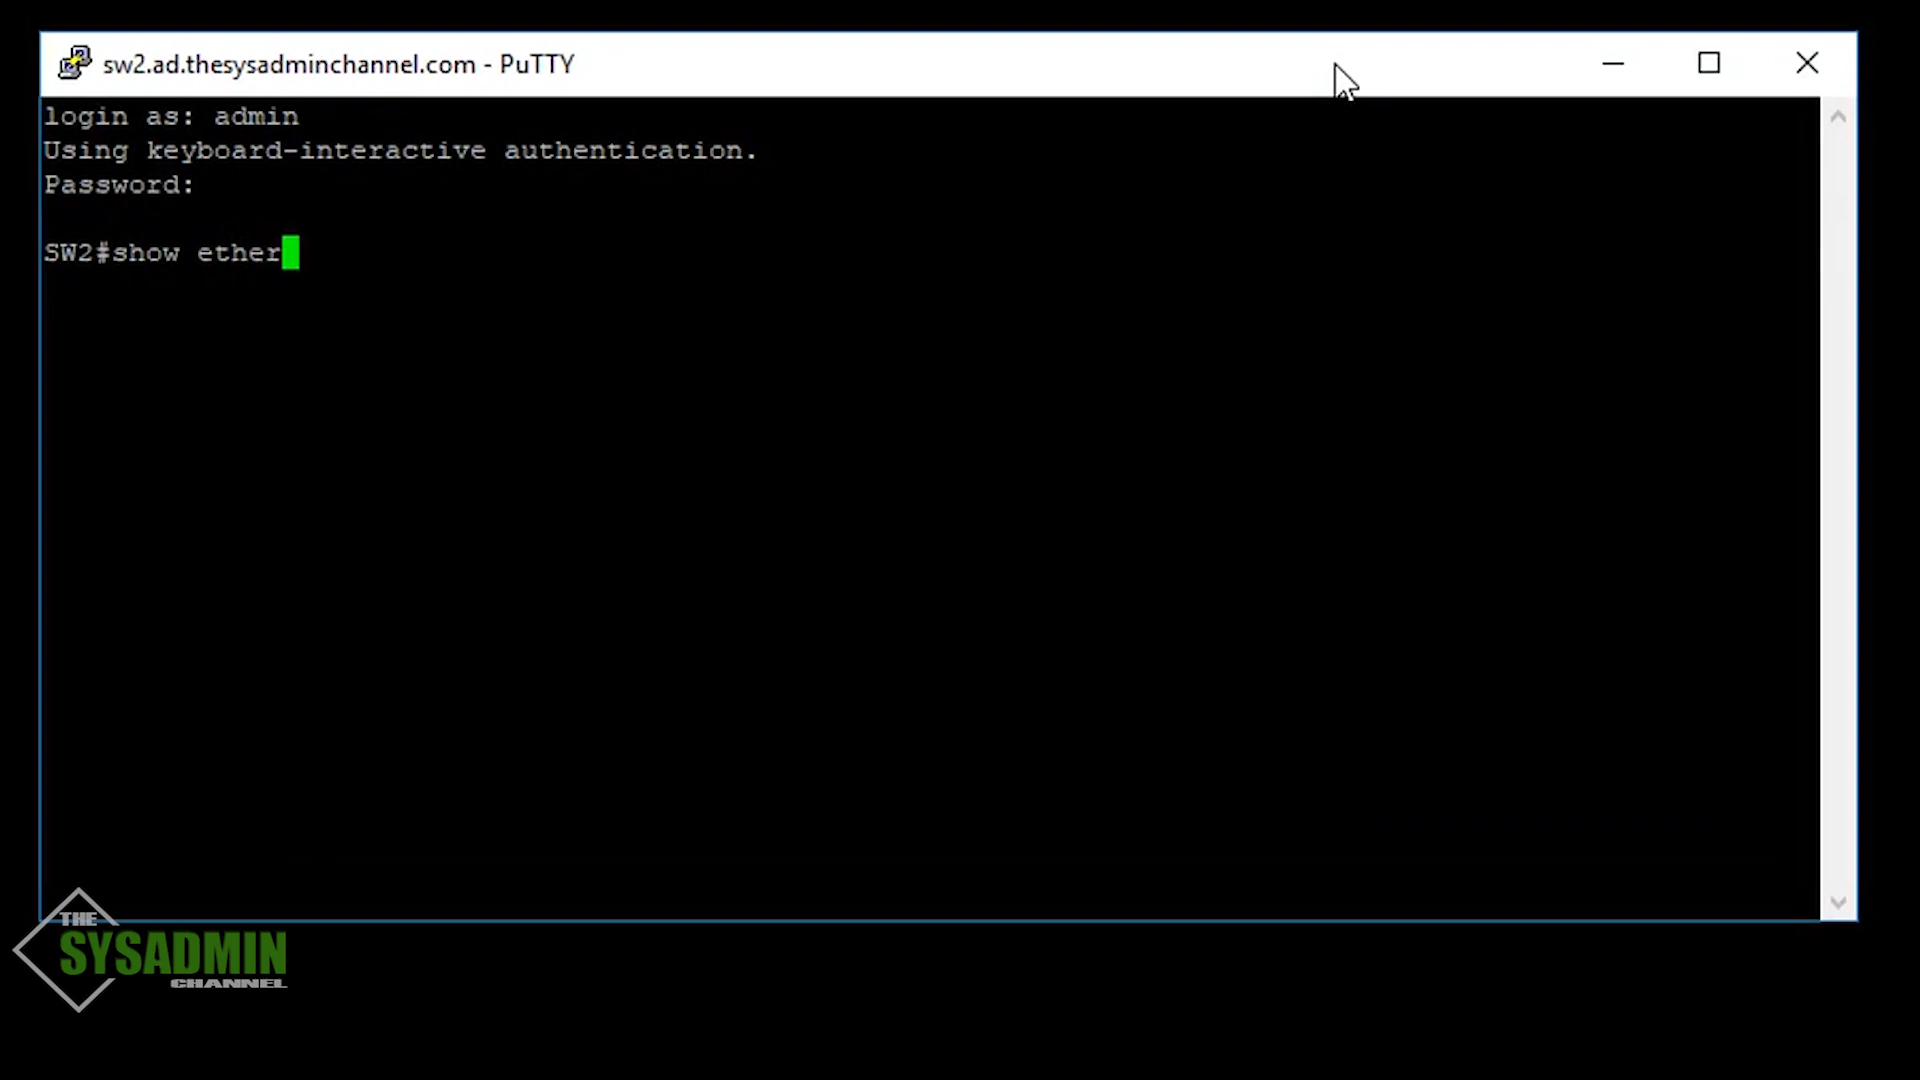 sw2.ad.thesysadminchannel.com - PuTTY
login as: admin
Using keyboard-interactive authentication.
Password:
SW2#show ether
THE
SYSADMIN
CHANNEL